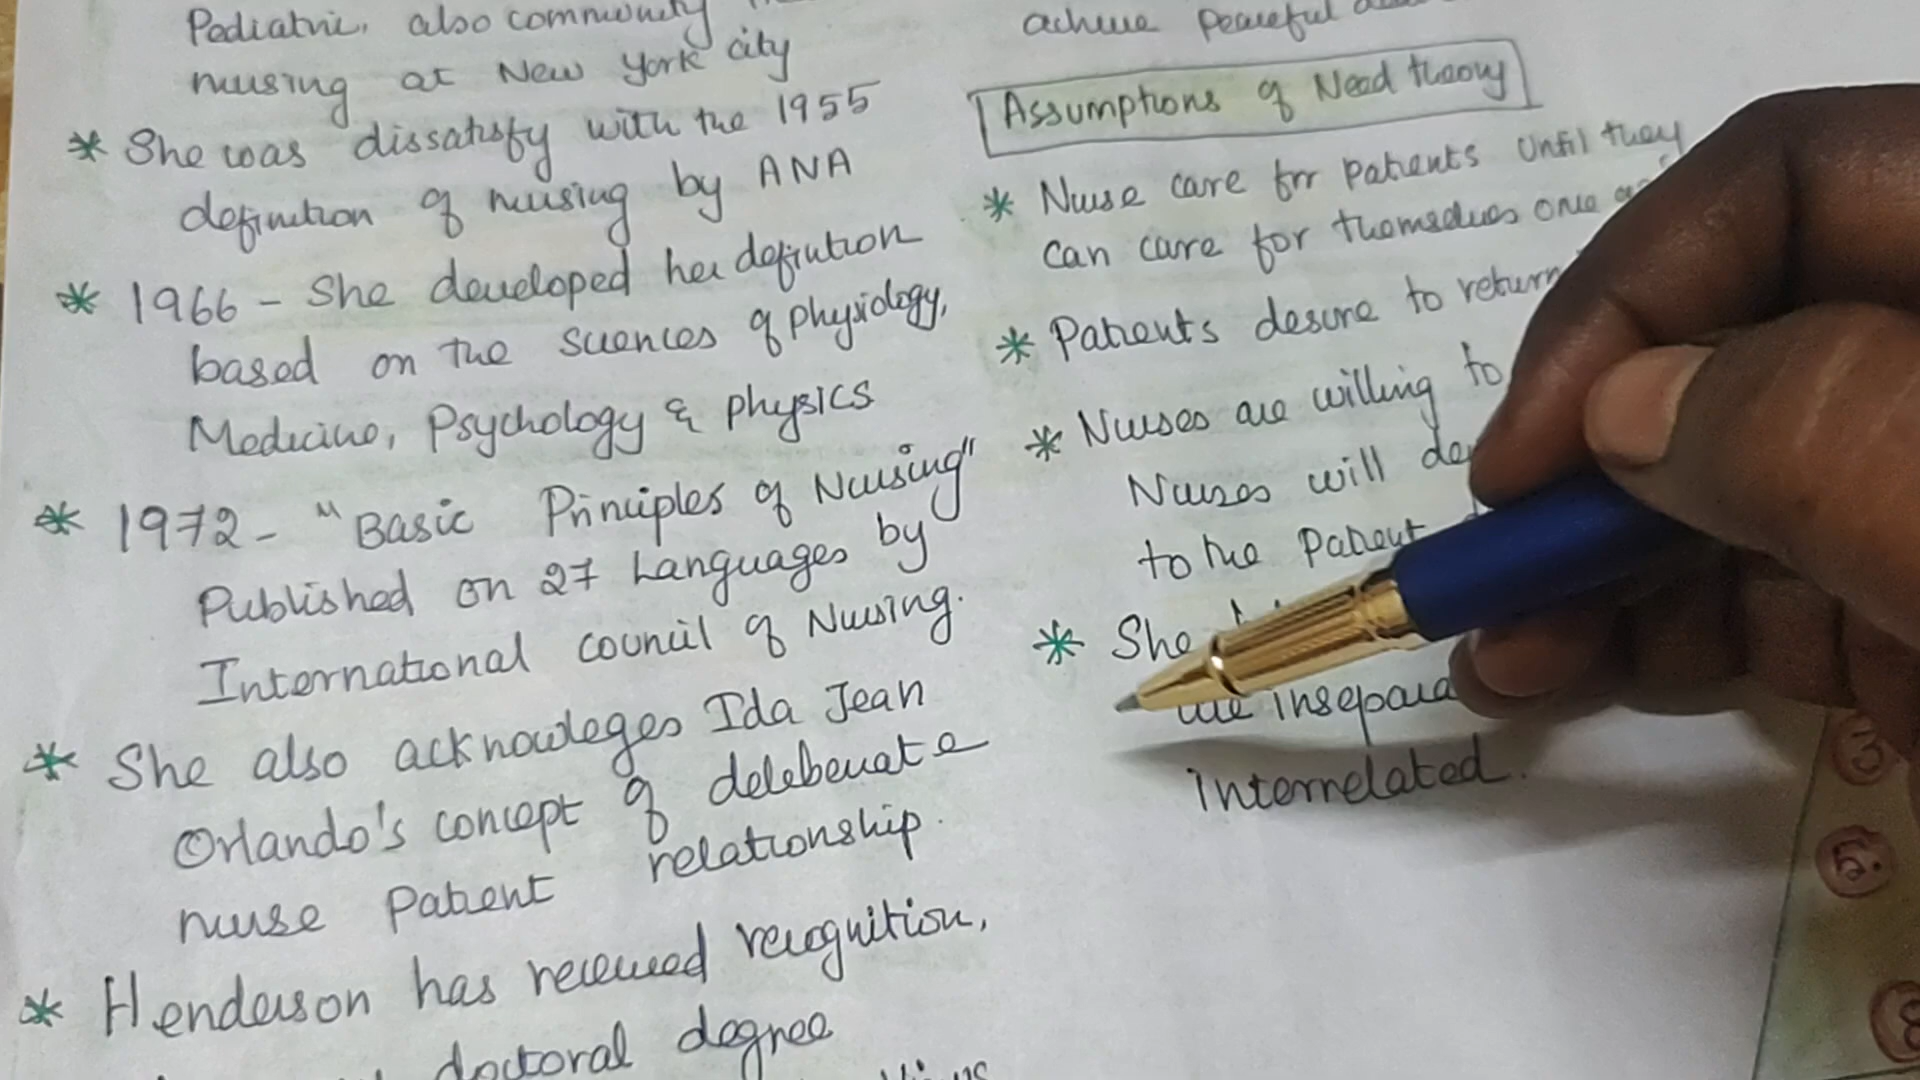 Pediatric, also community
nursing at New York city
* She was dissatisfy with the 1955
definition of nursing by ANA
* 1966 - She developed her definition
based on the Sciences of Physiology,
Medicine, Psychology & Physics
* 1972 - "Basic Principles of Nursing"
Published on 27 Languages by
International council of Nursing.
* She also acknowleges Ida Jean
Orlando's concept of deleberate
nurse Patient relationship.
* Henderson has received recognition,
doctoral degree
achieve Peaceful
Assumptions of Need theory
* Nurse care for patients Until they
can care for themselves once
* Patients desire to return
* Nurses are willing to
Nurses will
to the Patient
* She
are
interrelated.